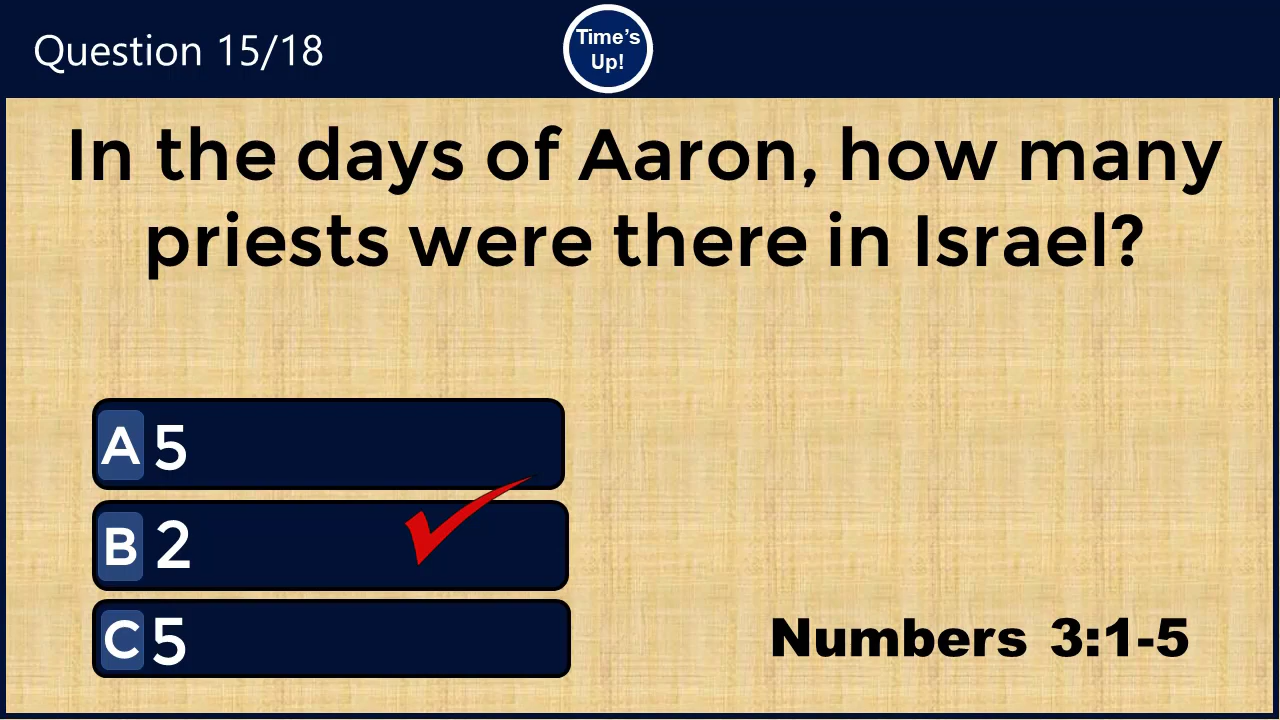 Question 15/18
Time's
Up!
In the days of Aaron, how many
priests were there in Israel?
A 5
B 2
C 5
Numbers 3:1-5